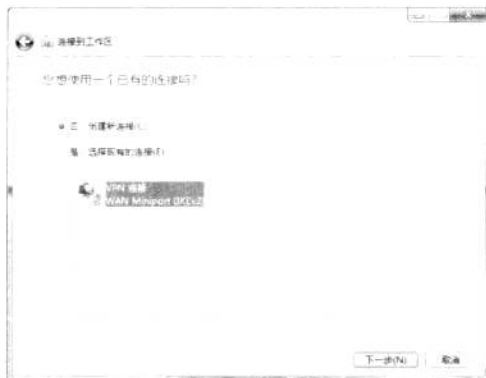 连接到工作区
您想使用一个已有的连接吗?
否，创建新连接(C)
是，选择现有的连接(E)
VPN 连接
WAN Miniport (IKEv2)
下一步(N)
取消